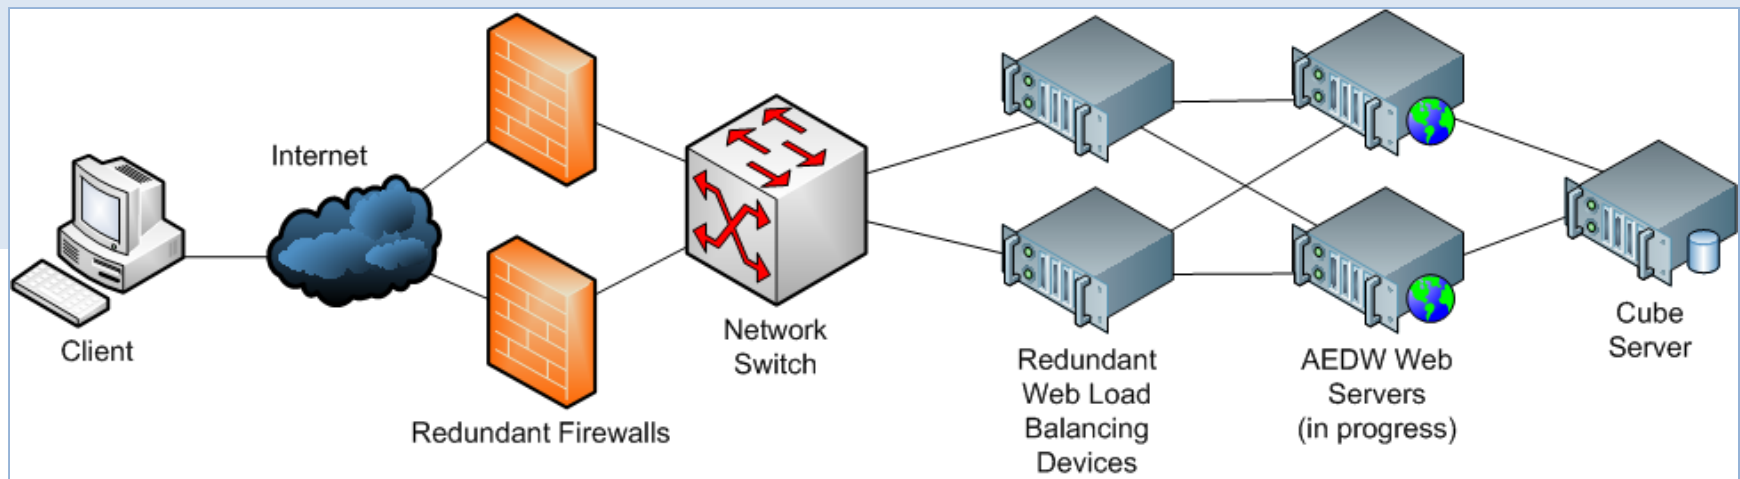 Internet
Client
Redundant Firewalls
Network
Switch
Redundant
Web Load
Balancing
Devices
AEDW Web
Servers
(in progress)
Cube
Server